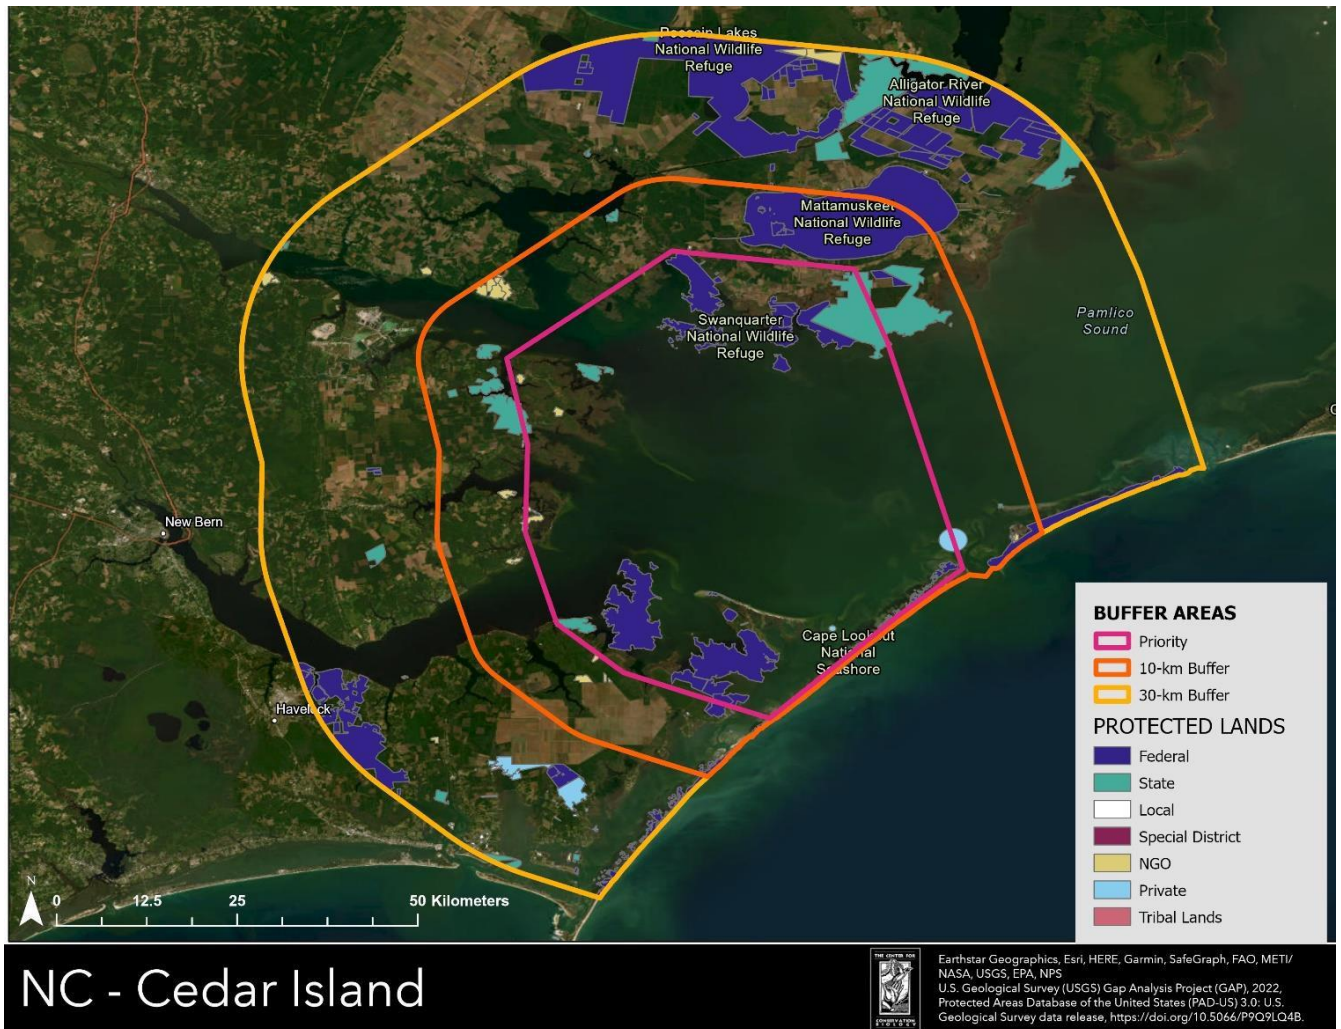 Pocosin Lakes
National Wildlife
Refuge
Alligator River
National Wildlife
Refuge
Mattamuskeet
National Wildlife
Refuge
Pamlico
Sound
Swanquarter
National Wildlife
Refuge
New Bern
Cape Lookout
National
Seashore
Havelock
BUFFER AREAS
Priority
10-km Buffer
30-km Buffer
PROTECTED LANDS
Federal
State
Local
Special District
NGO
Private
Tribal Lands
N
0 12.5 25 50 Kilometers
NC - Cedar Island
THE CENTER FOR
CONSERVATION
BIOLOGY
Earthstar Geographics, Esri, HERE, Garmin, SafeGraph, FAO, METI/
NASA, USGS, EPA, NPS
U.S. Geological Survey (USGS) Gap Analysis Project (GAP), 2022,
Protected Areas Database of the United States (PAD-US) 3.0: U.S.
Geological Survey data release, https://doi.org/10.5066/P9Q9LQ4B.